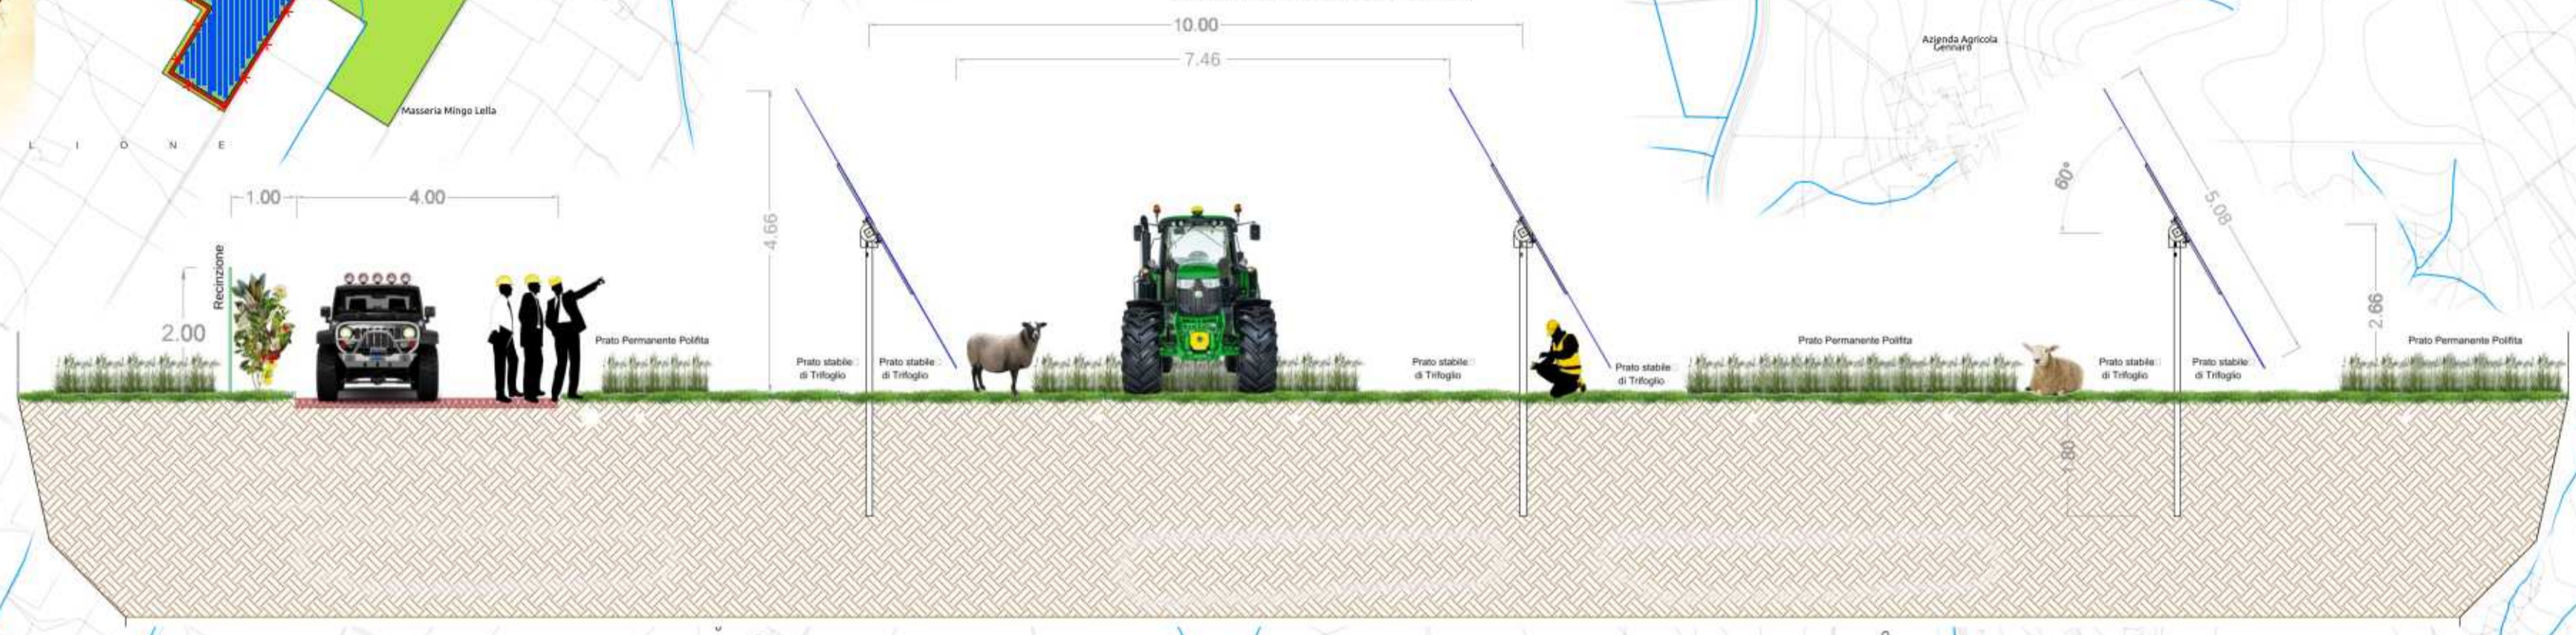 10.00
7.46
Azienda Agricola
Gennaro
Masseria Mingo Lella
L I O N E
1.00
4.00
4.66
60°
5.08
Recinzione
2.00
2.66
Prato Permanente Polifita
Prato Permanente Polifita
Prato Permanente Polifita
Prato stabile
di Trifoglio
Prato stabile
di Trifoglio
Prato stabile
di Trifoglio
Prato stabile
di Trifoglio
Prato stabile
di Trifoglio
Prato stabile
di Trifoglio
1.80